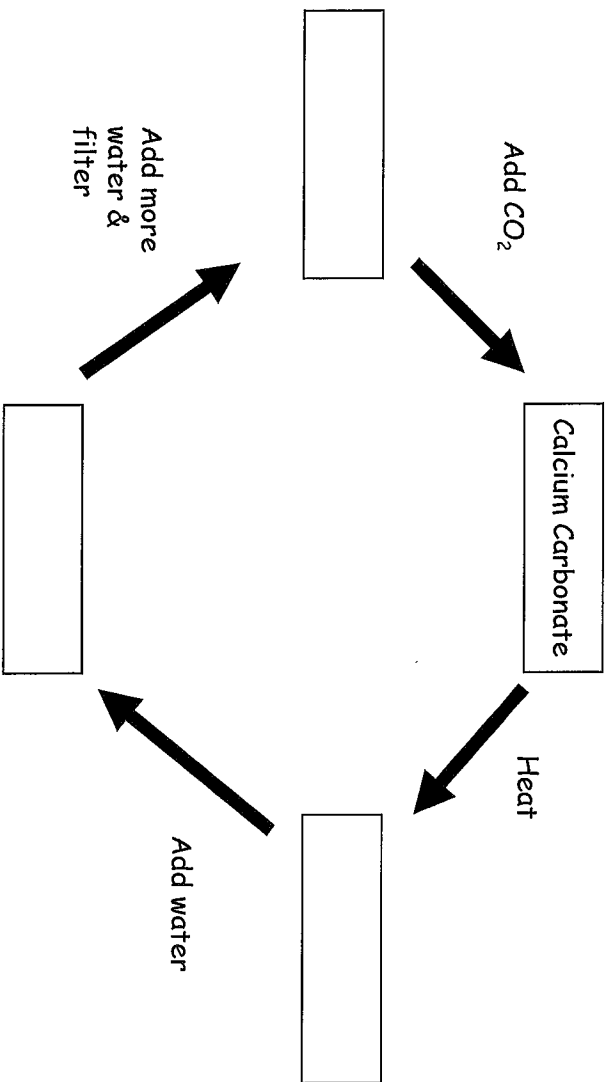 Calcium Carbonate
Heat
Add water
Add more
water &
filter
Add CO₂